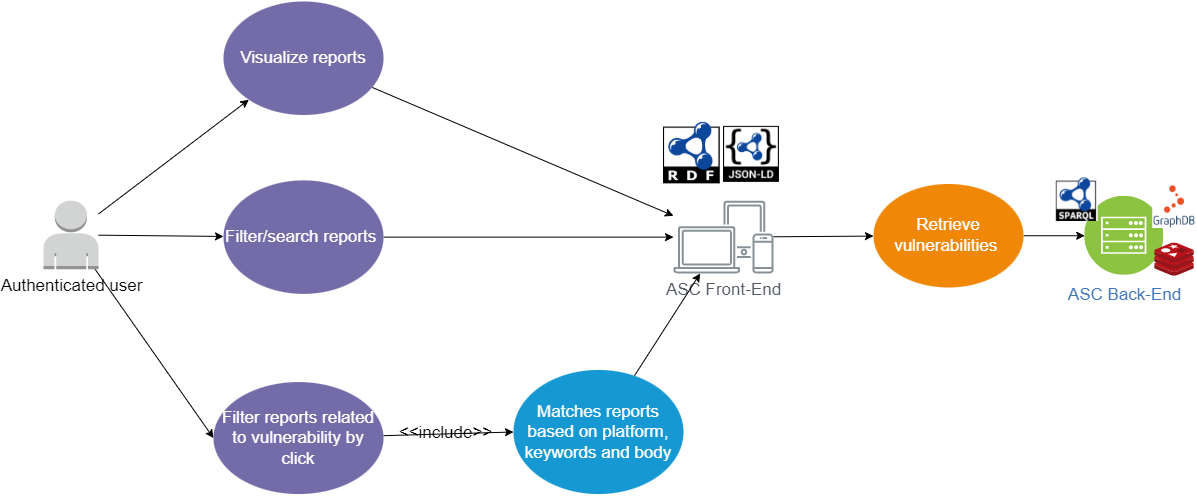 Visualize reports
RDF
JSON-LD
Retrieve
vulnerabilities
SPARQL
GraphDB
Filter/search reports
Authenticated user
ASC Front-End
ASC Back-End
Filter reports related
to vulnerability by
click
<<include>>
Matches reports
based on platform,
keywords and body